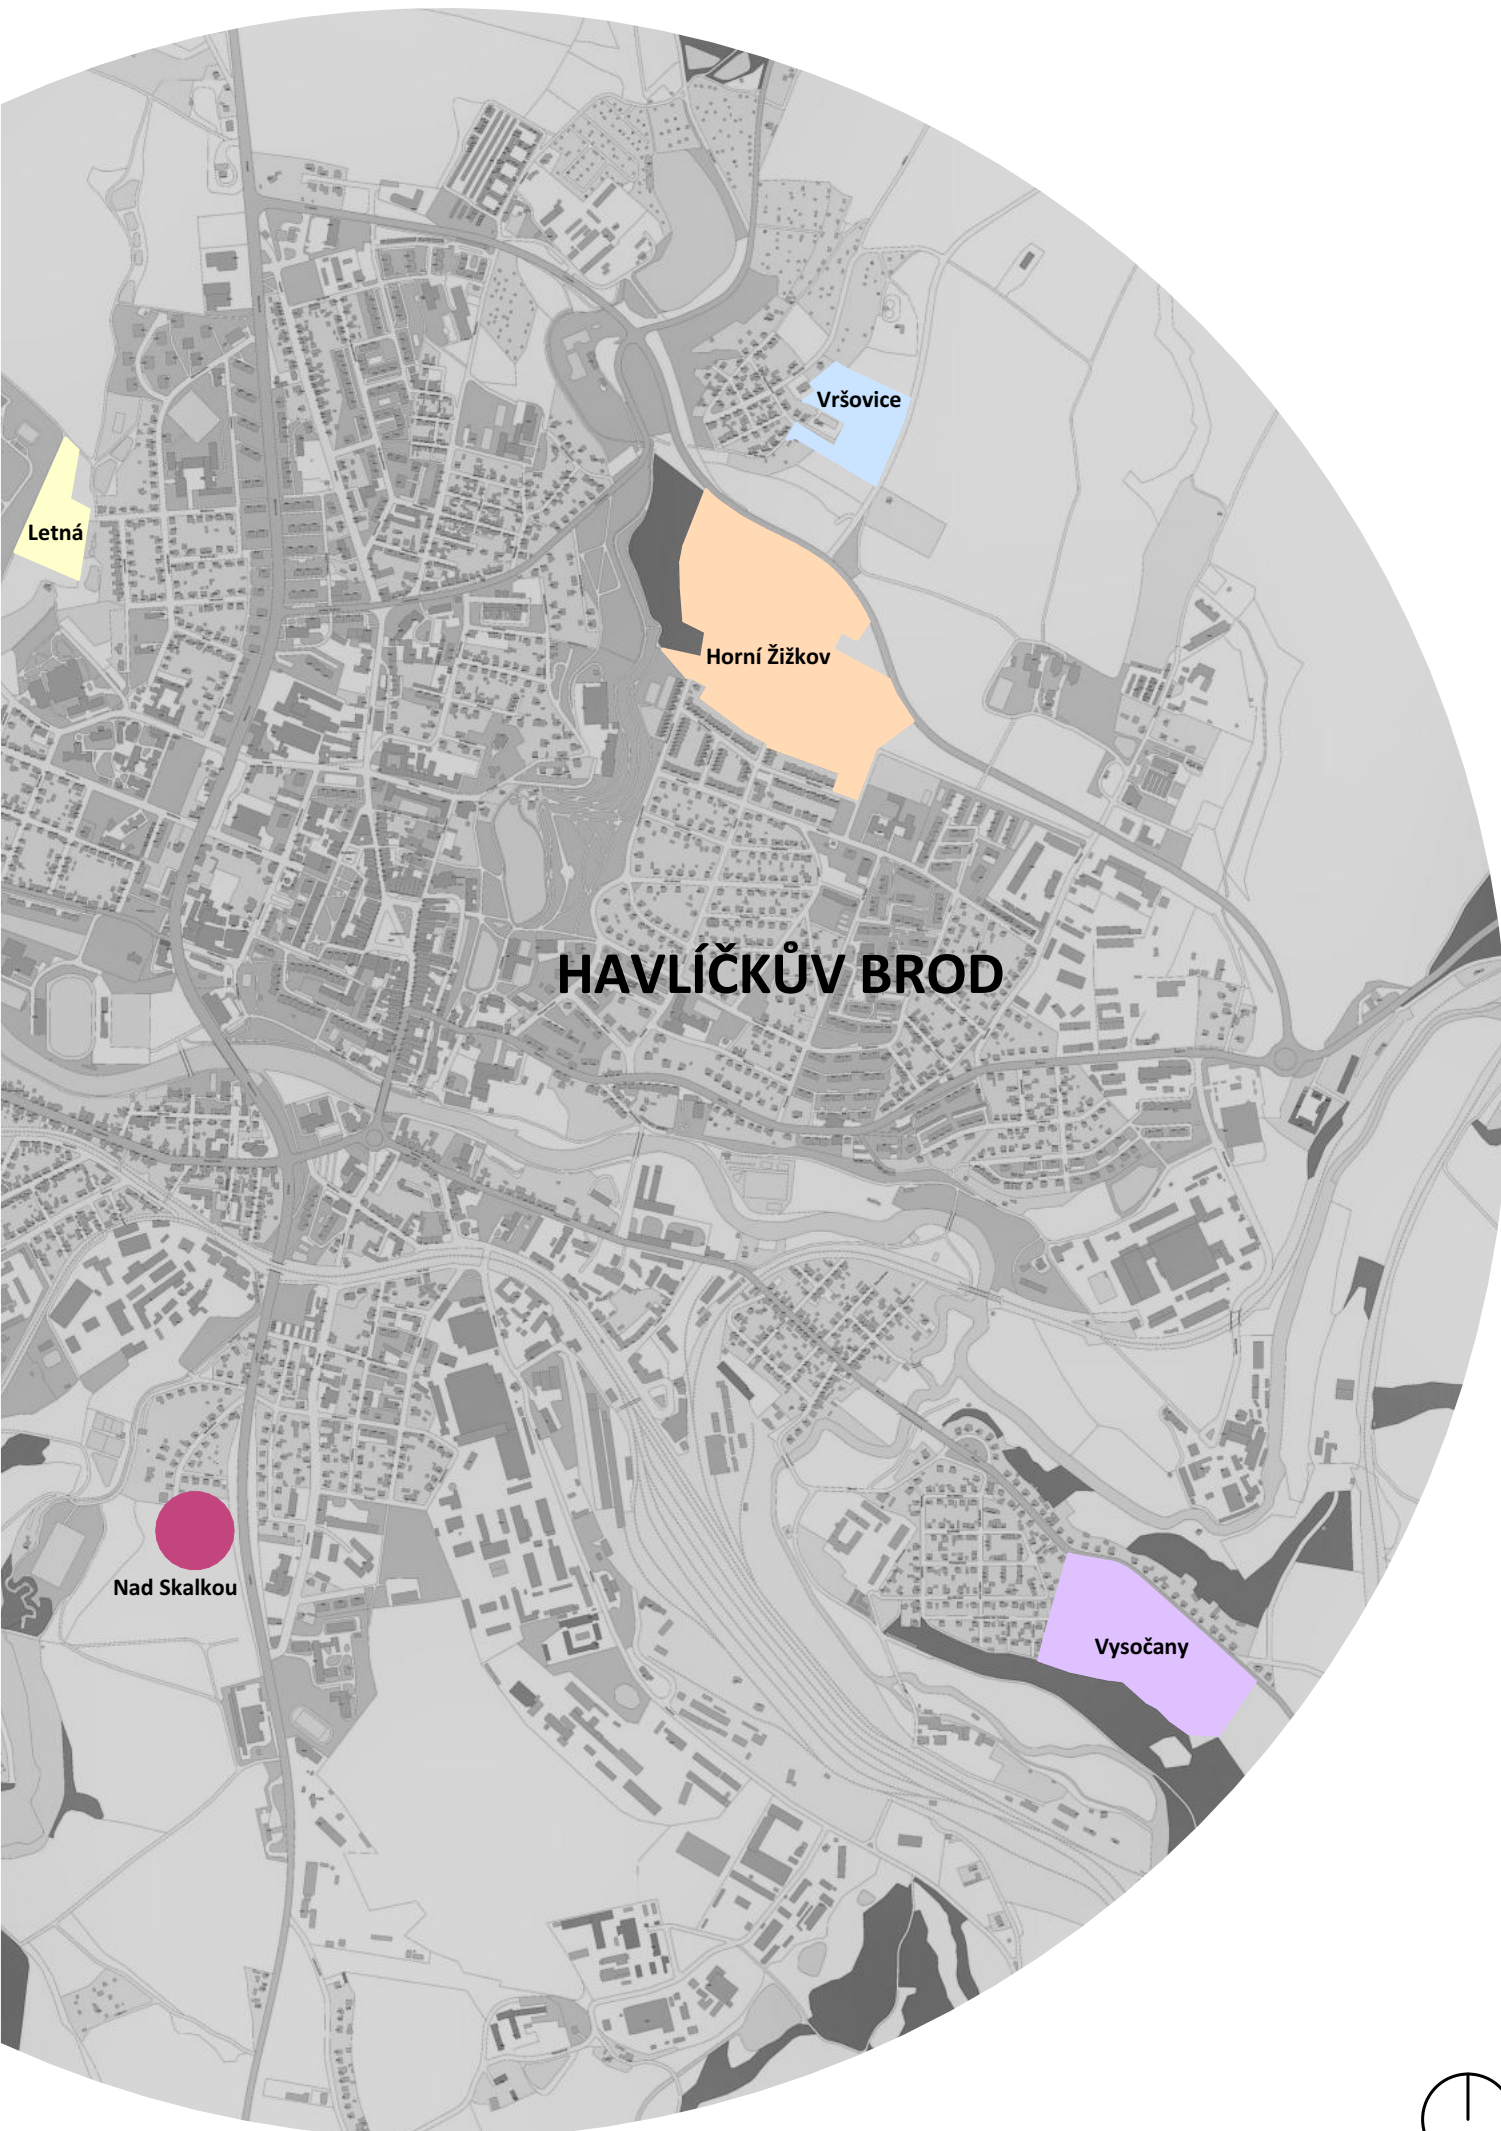 Vršovice
Letná
Horní Žižkov
HAVLÍČKŮV BROD
Nad Skalkou
Vysočany